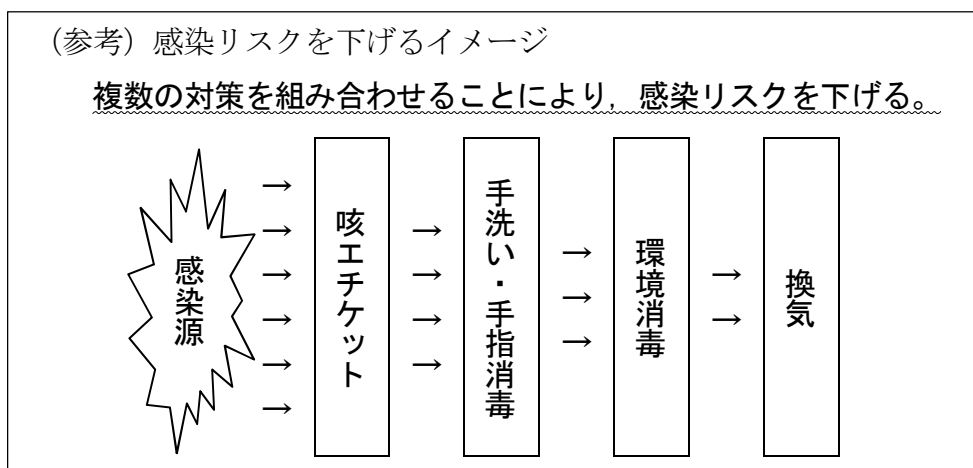 (参考)感染リスクを下げるイメージ
複数の対策を組み合わせることにより,感染リスクを下げる。
感染源
→ → → → → →
咳エチケット
→ → → →
手洗い・手指消毒
→ → →
環境消毒
→ →
換気